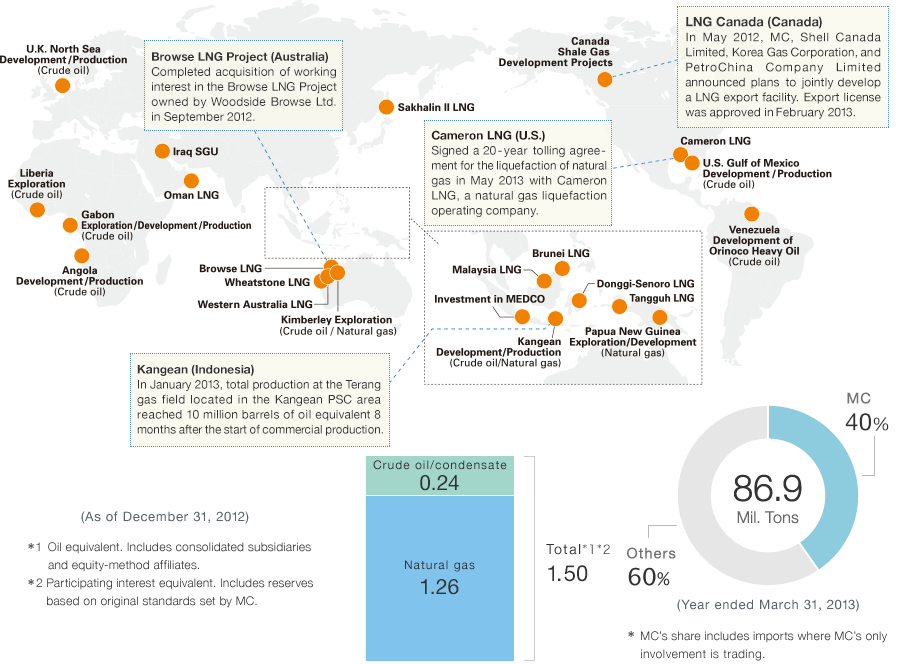 U.K. North Sea
Development/Production
(Crude oil)
Browse LNG Project (Australia)
Completed acquisition of working
interest in the Browse LNG Project
owned by Woodside Browse Ltd.
in September 2012.
Canada
Shale Gas
Development Projects
LNG Canada (Canada)
In May 2012, MC, Shell Canada
Limited, Korea Gas Corporation, and
PetroChina Company Limited
announced plans to jointly develop
a LNG export facility. Export license
was approved in February 2013.
Sakhalin II LNG
Cameron LNG (U.S.)
Signed a 20-year tolling agree-
ment for the liquefaction of natural
gas in May 2013 with Cameron
LNG, a natural gas liquefaction
operating company.
Cameron LNG
U.S. Gulf of Mexico
Development/Production
(Crude oil)
Iraq SGU
Oman LNG
Liberia
Exploration
(Crude oil)
Gabon
Exploration/Development/Production
(Crude oil)
Angola
Development/Production
(Crude oil)
Venezuela
Development of
Orinoco Heavy Oil
(Crude oil)
Browse LNG
Wheatstone LNG
Western Australia LNG
Kimberley Exploration
(Crude oil / Natural gas)
Brunei LNG
Malaysia LNG
Donggi-Senoro LNG
Investment in MEDCO
Tangguh LNG
Kangean
Development/Production
(Crude oil/Natural gas)
Papua New Guinea
Exploration/Development
(Natural gas)
Kangean (Indonesia)
In January 2013, total production at the Terang
gas field located in the Kangean PSC area
reached 10 million barrels of oil equivalent 8
months after the start of commercial production.
(As of December 31, 2012)
*1 Oil equivalent. Includes consolidated subsidiaries
and equity-method affiliates.
*2 Participating interest equivalent. Includes reserves
based on original standards set by MC.
Crude oil/condensate
0.24
Natural gas
1.26
Total*1*2
1.50
MC
40%
86.9
Mil. Tons
Others
60%
(Year ended March 31, 2013)
* MC's share includes imports where MC's only
involvement is trading.